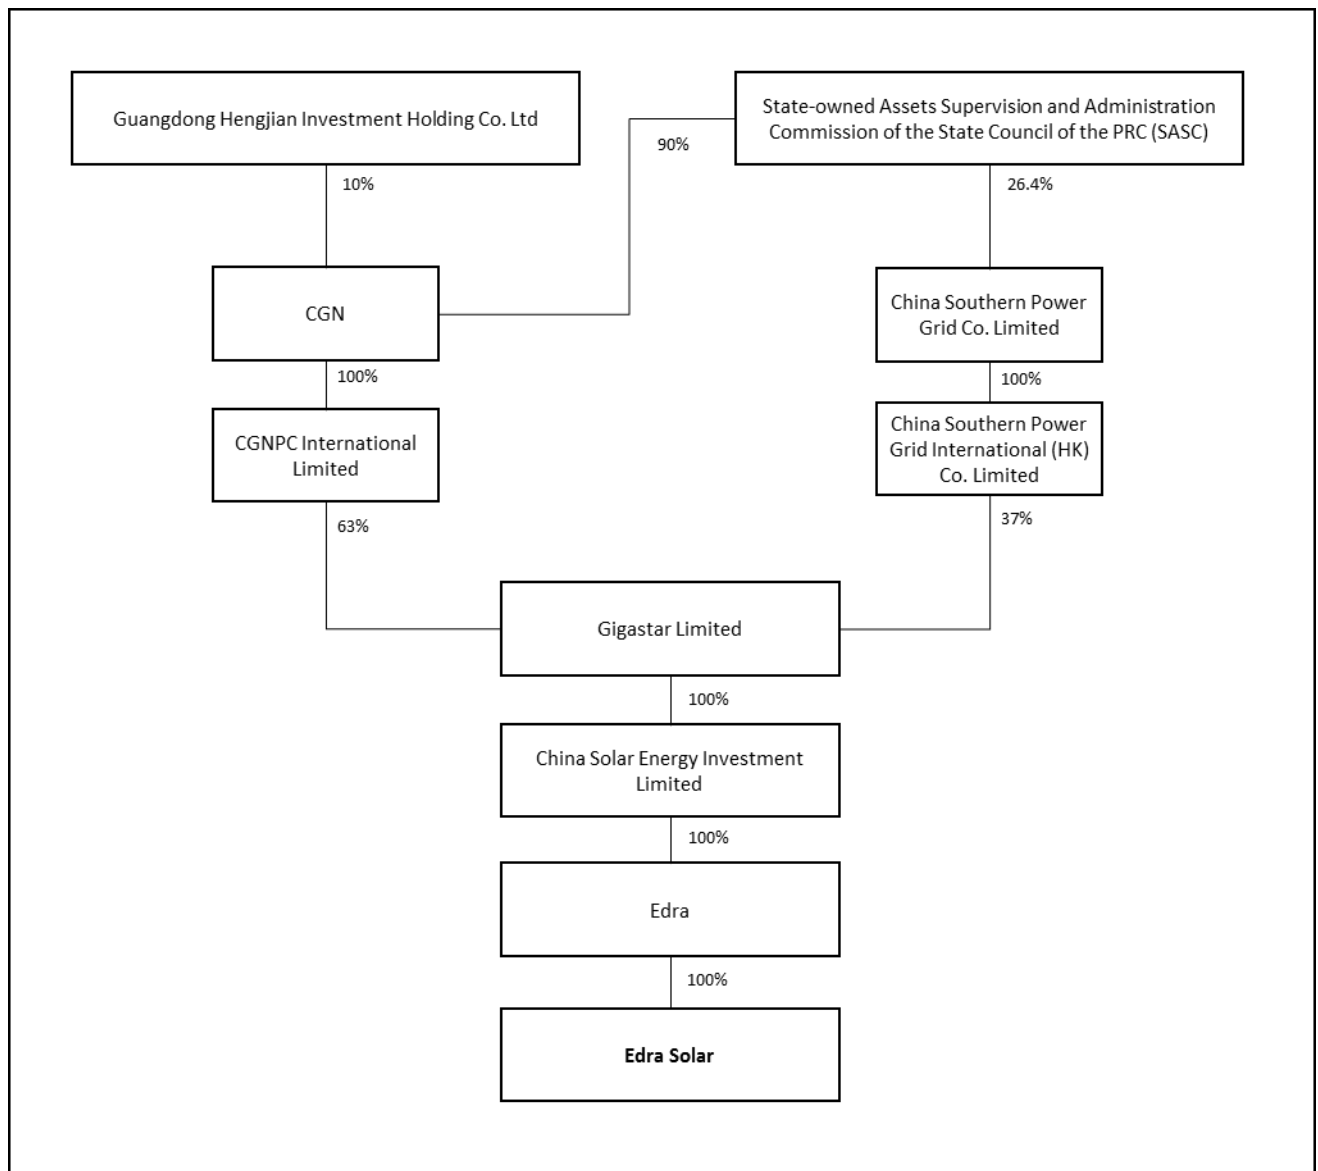 Guangdong Hengjian Investment Holding Co. Ltd
State-owned Assets Supervision and Administration
Commission of the State Council of the PRC (SASC)
90%
10%
26.4%
CGN
China Southern Power
Grid Co. Limited
100%
100%
CGNPC International
Limited
China Southern Power
Grid International (HK)
Co. Limited
63%
37%
Gigastar Limited
100%
China Solar Energy Investment
Limited
100%
Edra
100%
Edra Solar